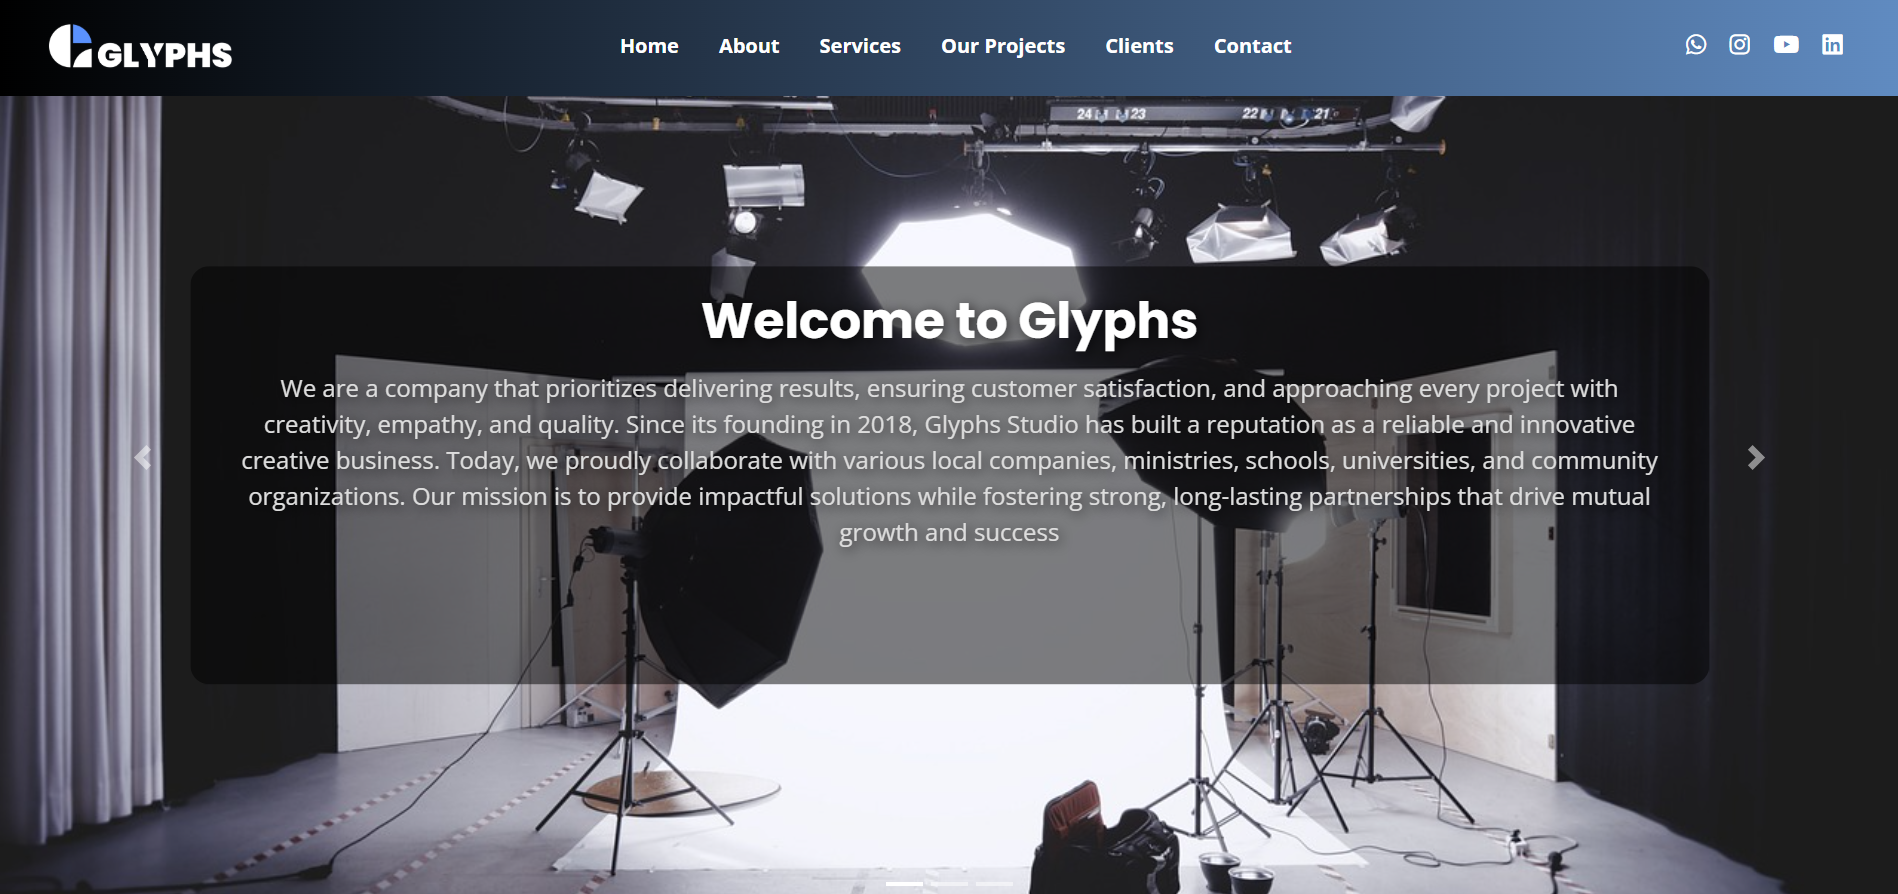 GLYPHS
Home About Services Our Projects Clients Contact
24 23 22 21
Welcome to Glyphs
We are a company that prioritizes delivering results, ensuring customer satisfaction, and approaching every project with
creativity, empathy, and quality. Since its founding in 2018, Glyphs Studio has built a reputation as a reliable and innovative
creative business. Today, we proudly collaborate with various local companies, ministries, schools, universities, and community
organizations. Our mission is to provide impactful solutions while fostering strong, long-lasting partnerships that drive mutual
growth and success